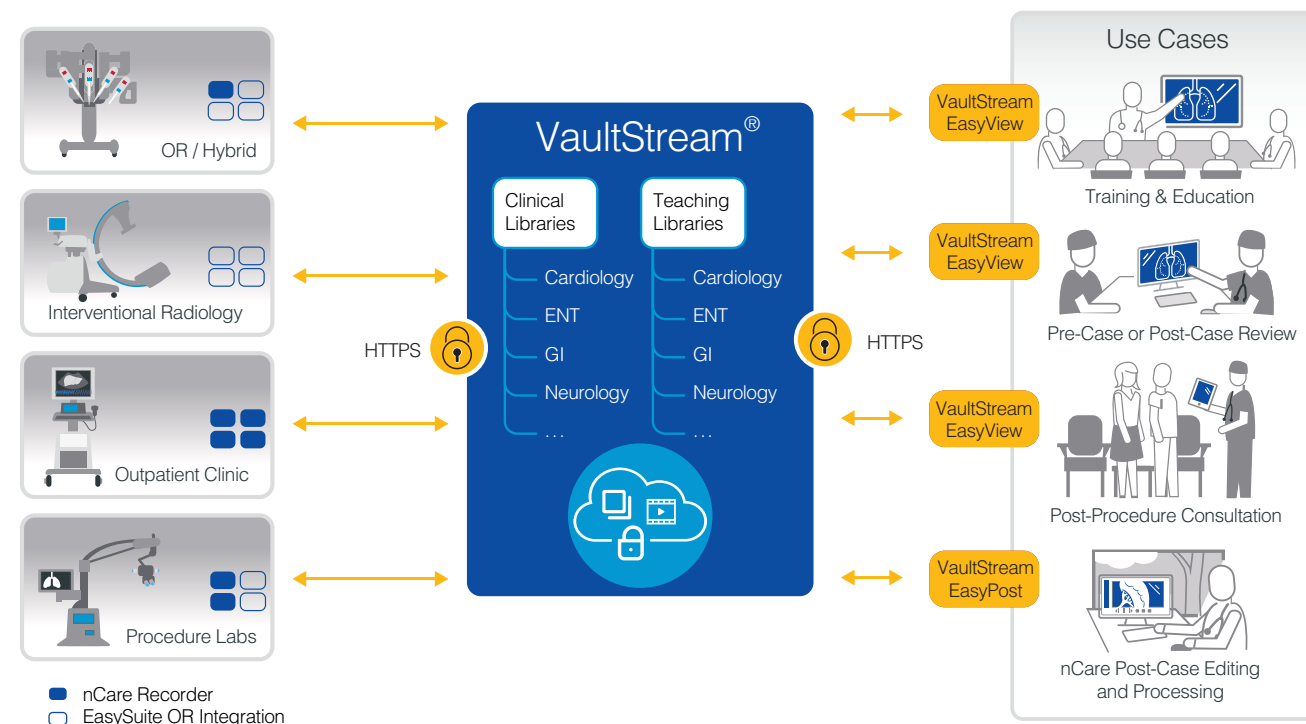 OR / Hybrid
Interventional Radiology
Outpatient Clinic
Procedure Labs
nCare Recorder
EasySuite OR Integration
HTTPS
VaultStream®
Clinical
Libraries
Cardiology
ENT
GI
Neurology
...
Teaching
Libraries
Cardiology
ENT
GI
Neurology
...
HTTPS
VaultStream
EasyView
VaultStream
EasyView
VaultStream
EasyView
VaultStream
EasyPost
Use Cases
Training & Education
Pre-Case or Post-Case Review
Post-Procedure Consultation
nCare Post-Case Editing
and Processing